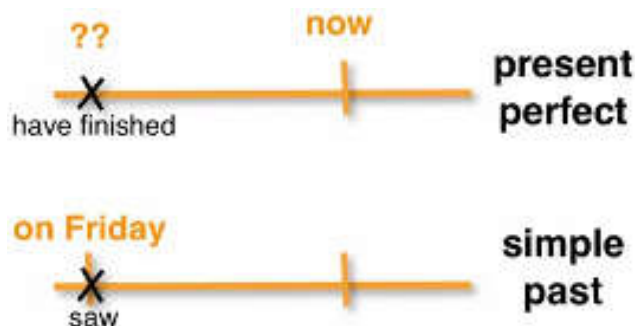 ??
now
present
perfect
have finished
on Friday
simple
past
saw